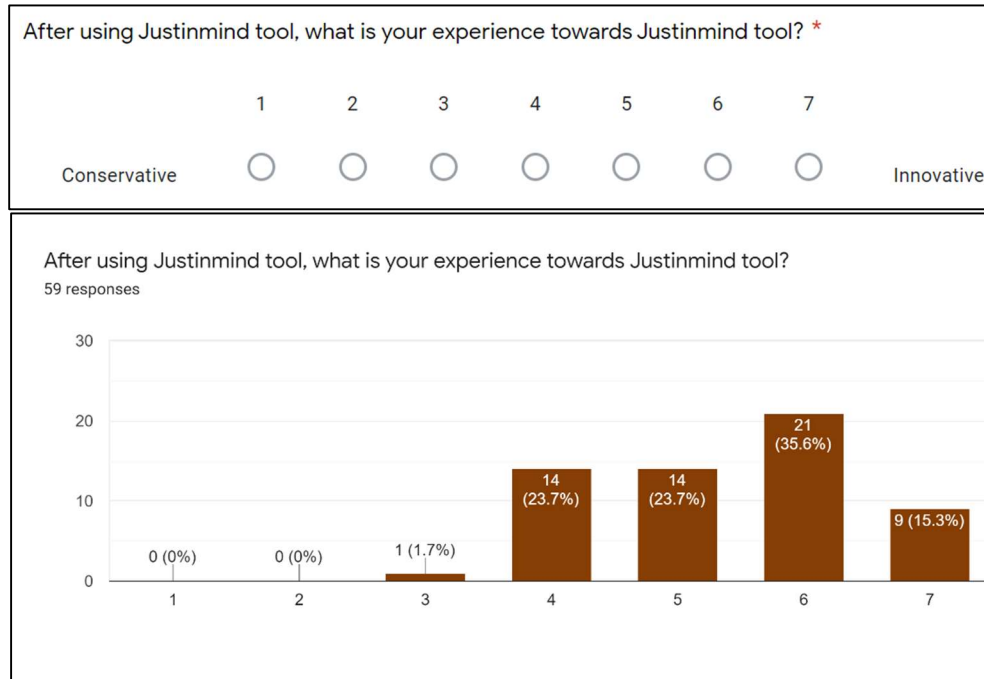 After using Justinmind tool, what is your experience towards Justinmind tool? *
1 2 3 4 5 6 7
Conservative Innovative
After using Justinmind tool, what is your experience towards Justinmind tool?
59 responses
30
20
10
0
0 (0%)
0 (0%)
1 (1.7%)
14
(23.7%)
14
(23.7%)
21
(35.6%)
9 (15.3%)
1 2 3 4 5 6 7